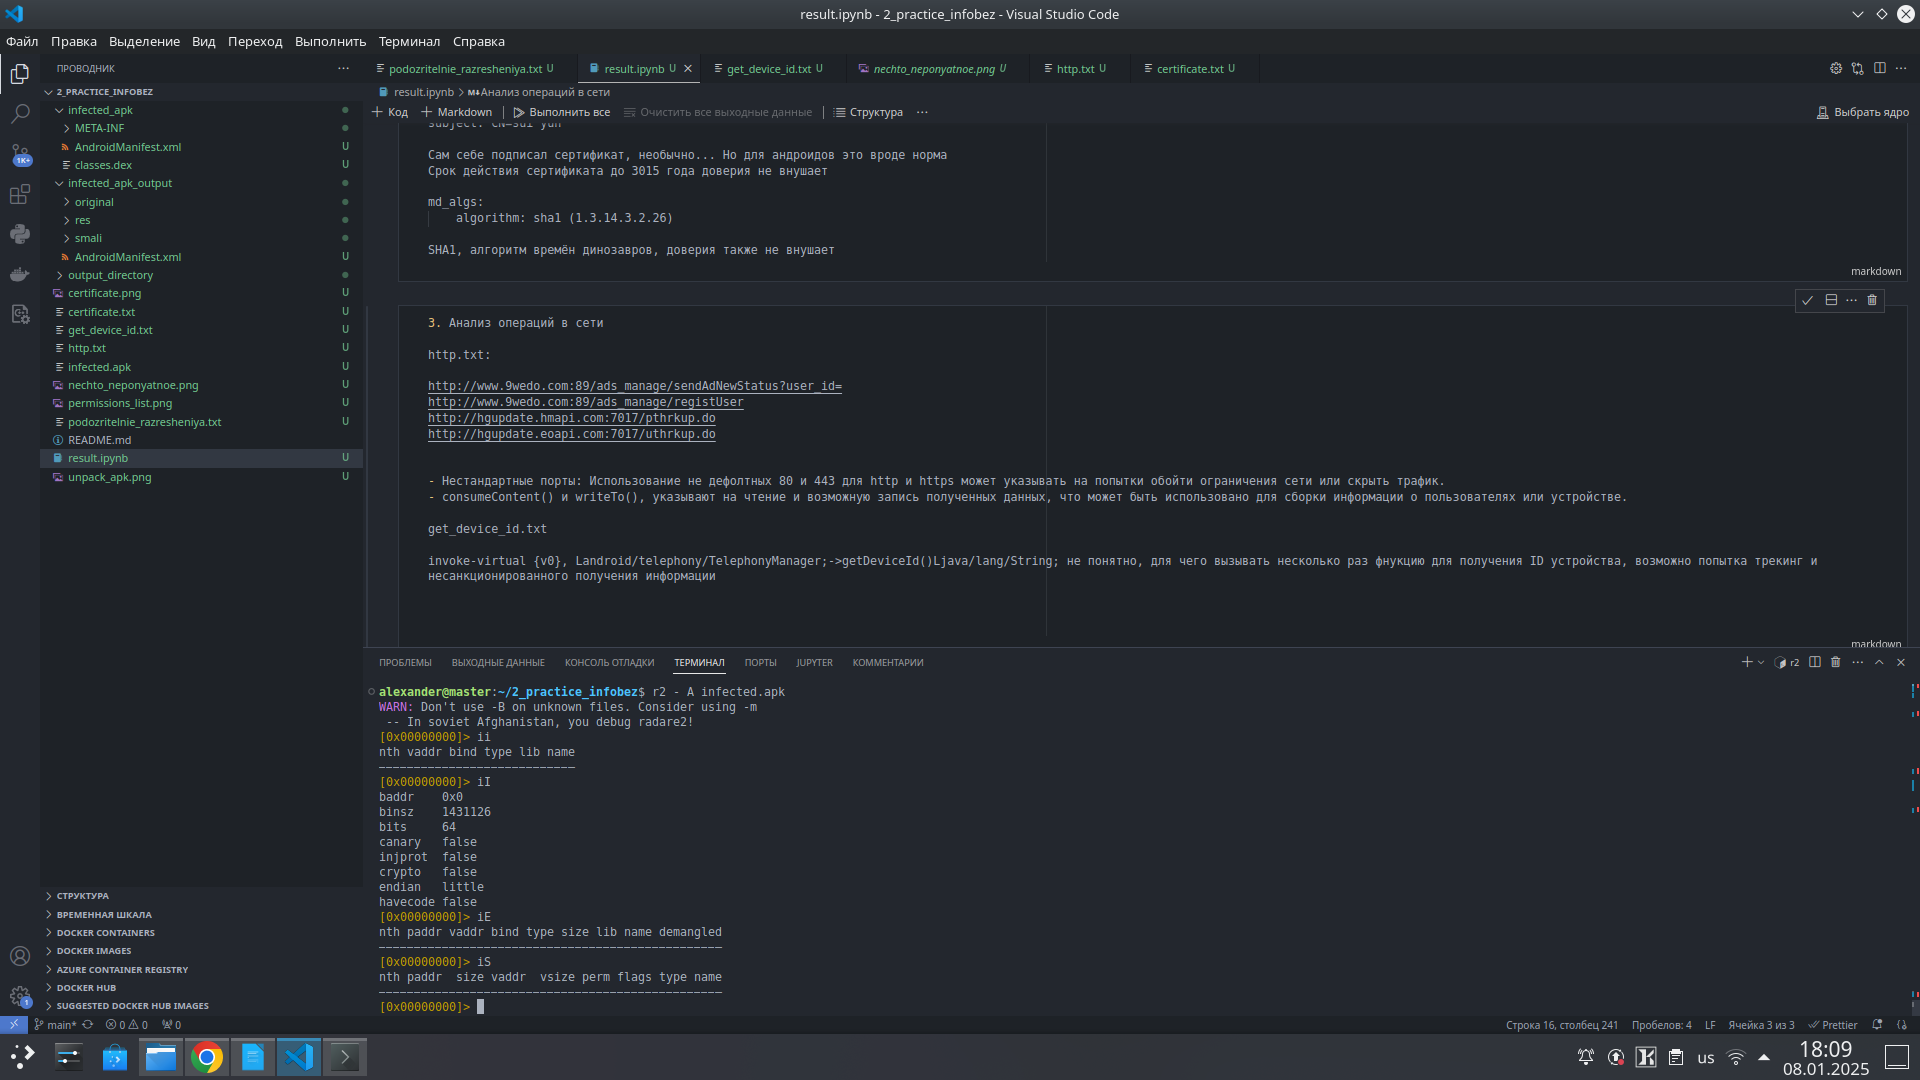 result.ipynb - 2_practice_infobez - Visual Studio Code
Файл Правка Выделение Вид Переход Выполнить Терминал Справка
ПРОВОДНИК
podozritelnie_razresheniya.txt U
result.ipynb U
get_device_id.txt U
nechto_neponyatnoe.png U
http.txt U
certificate.txt U
2_PRACTICE_INFOBEZ
infected_apk
META-INF
AndroidManifest.xml U
classes.dex U
infected_apk_output
original
res
smali
AndroidManifest.xml U
output_directory
certificate.png U
certificate.txt U
get_device_id.txt U
http.txt U
infected.apk U
nechto_neponyatnoe.png U
permissions_list.png U
podozritelnie_razresheniya.txt U
README.md
result.ipynb U
unpack_apk.png U
СТРУКТУРА
ВРЕМЕННАЯ ШКАЛА
DOCKER CONTAINERS
DOCKER IMAGES
AZURE CONTAINER REGISTRY
DOCKER HUB
SUGGESTED DOCKER HUB IMAGES
1K+
1
result.ipynb > M↓Анализ операций в сети
Код Markdown Выполнить все Очистить все выходные данные Структура ...
Выбрать ядро
subject: CN=sui yun
Сам себе подписал сертификат, необычно... Но для андроидов это вроде норма
Срок действия сертификата до 3015 года доверия не внушает
md_algs:
algorithm: sha1 (1.3.14.3.2.26)
SHA1, алгоритм времён динозавров, доверия также не внушает
markdown
3. Анализ операций в сети
http.txt:
http://www.9wedo.com:89/ads_manage/sendAdNewStatus?user_id=
http://www.9wedo.com:89/ads_manage/registUser
http://hgupdate.hmapi.com:7017/pthrkup.do
http://hgupdate.eoapi.com:7017/uthrkup.do
- Нестандартные порты: Использование не дефолтных 80 и 443 для http и https может указывать на попытки обойти ограничения сети или скрыть трафик.
- consumeContent() и writeTo(), указывают на чтение и возможную запись полученных данных, что может быть использовано для сборки информации о пользователях или устройстве.
get_device_id.txt
invoke-virtual {v0}, Landroid/telephony/TelephonyManager;->getDeviceId()Ljava/lang/String; не понятно, для чего вызывать несколько раз фнукцию для получения ID устройства, возможно попытка трекинг и
несанкционированного получения информации
markdown
ПРОБЛЕМЫ ВЫХОДНЫЕ ДАННЫЕ КОНСОЛЬ ОТЛАДКИ ТЕРМИНАЛ ПОРТЫ JUPYTER КОММЕНТАРИИ
r2
alexander@master:~/2_practice_infobez$ r2 - A infected.apk
WARN: Don't use -B on unknown files. Consider using -m
-- In soviet Afghanistan, you debug radare2!
[0x00000000]> ii
nth vaddr bind type lib name
[0x00000000]> iI
baddr 0x0
binsz 1431126
bits 64
canary false
injprot false
crypto false
endian little
havecode false
[0x00000000]> iE
nth paddr vaddr bind type size lib name demangled
[0x00000000]> iS
nth paddr size vaddr vsize perm flags type name
[0x00000000]>
main* 0 0 0
Строка 16, столбец 241 Пробелов: 4 LF Ячейка 3 из 3 Prettier
us
18:09
08.01.2025